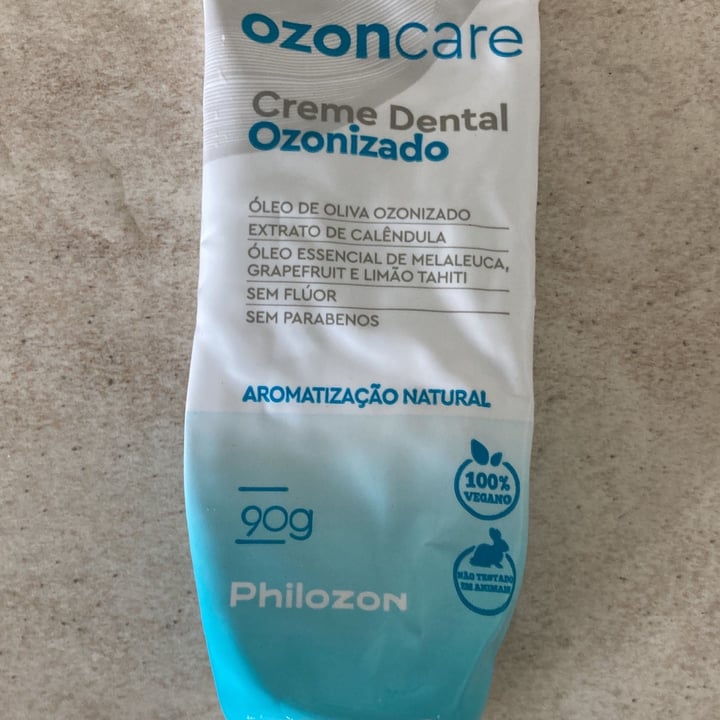 ozoncare
Creme Dental
Ozonizado
ÓLEO DE OLIVA OZONIZADO
EXTRATO DE CALÊNDULA
ÓLEO ESSENCIAL DE MELALEUCA,
GRAPEFRUIT E LIMÃO TAHITI
SEM FLÚOR
SEM PARABENOS
AROMATIZAÇÃO NATURAL
100%
VEGANO
90g
NÃO TESTADO
EM ANIMAIS
Philozon